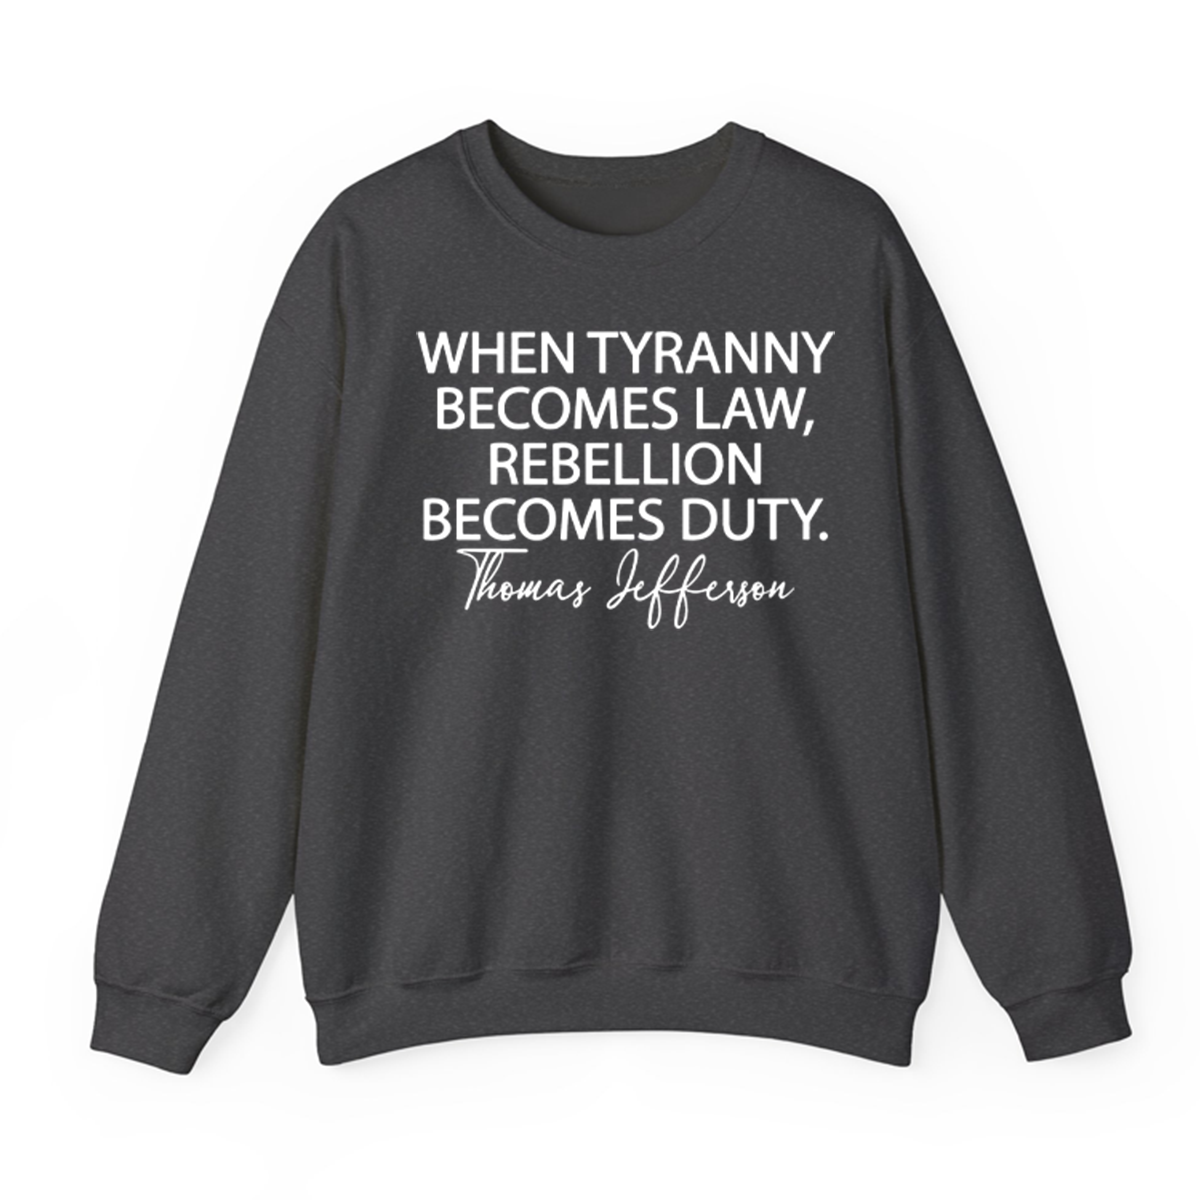 WHEN TYRANNY
BECOMES LAW,
REBELLION
BECOMES DUTY.
Thomas Jefferson